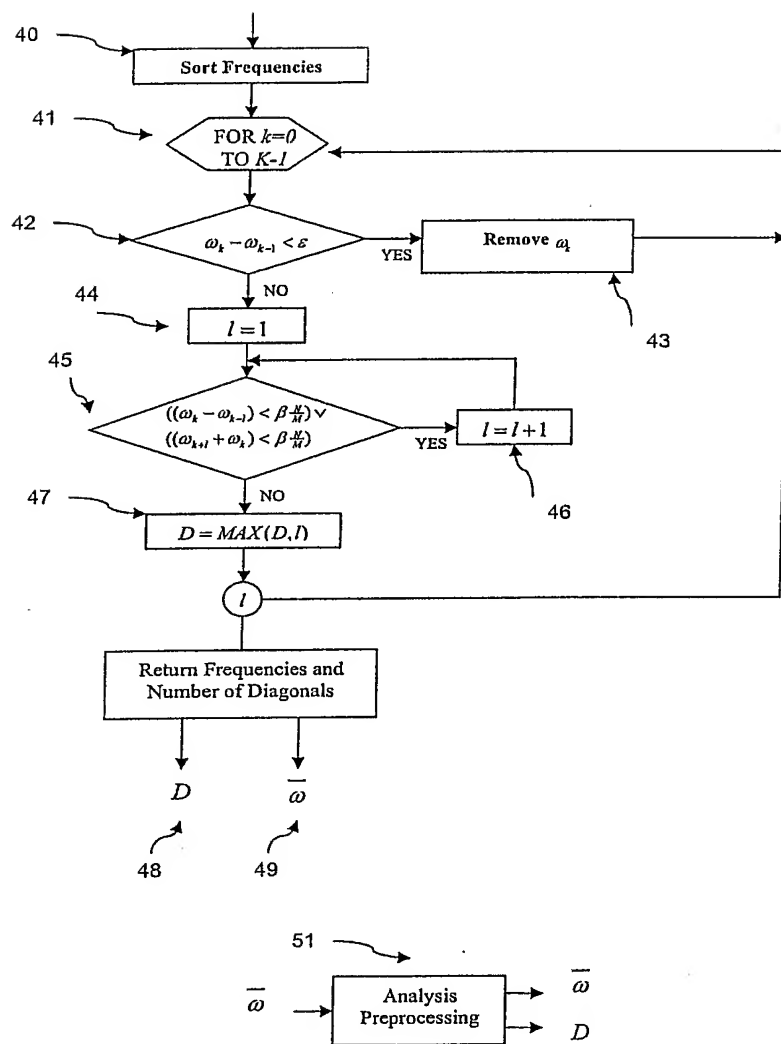 40
Sort Frequencies
41
FOR k=0
TO K-1
42
ω_k − ω_{k−1} < ε
YES
Remove ω_k
43
NO
44
l = 1
45
((ω_k − ω_{k−l}) < β N/M) ∨
((ω_{k+l} + ω_k) < β N/M)
YES
l = l + 1
46
NO
47
D = MAX(D, l)
l
Return Frequencies and
Number of Diagonals
D
ω̅
48
49
51
ω̅
Analysis
Preprocessing
ω̅
D